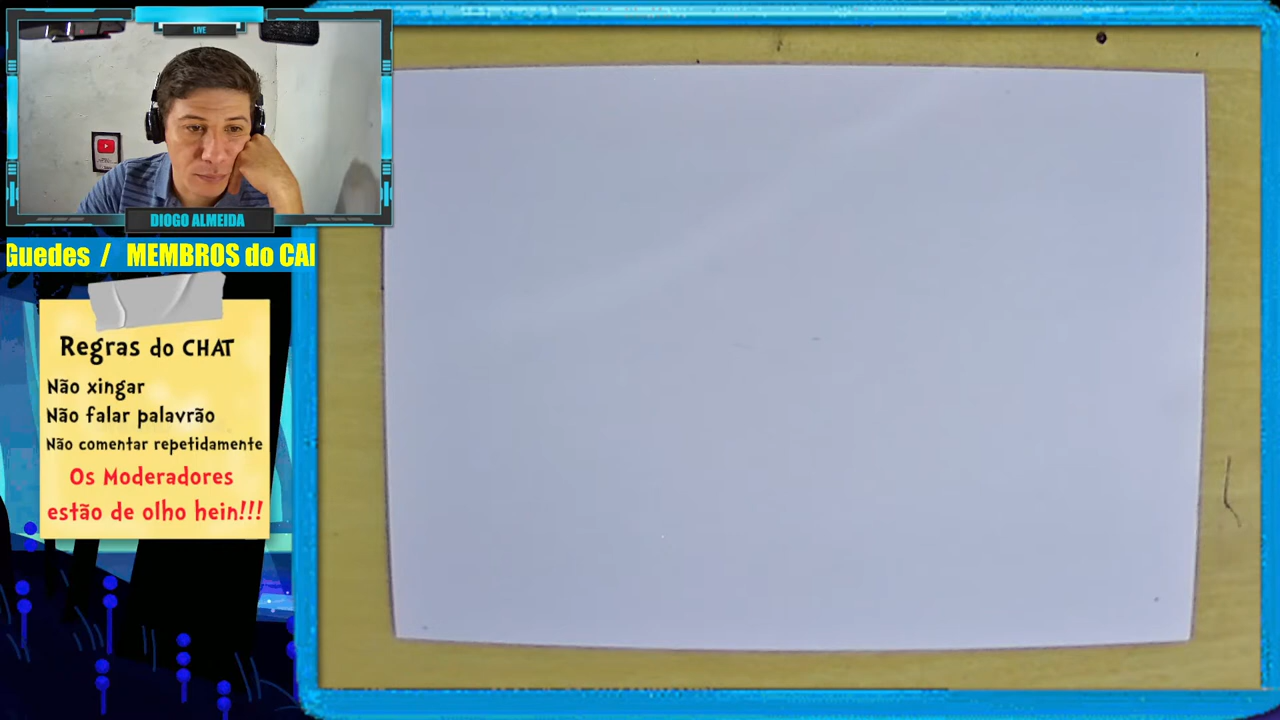 LIVE
DIOGO ALMEIDA
Guedes / MEMBROS do CAI
Regras do CHAT
Não xingar
Não falar palavrão
Não comentar repetidamente
Os Moderadores
estão de olho hein!!!